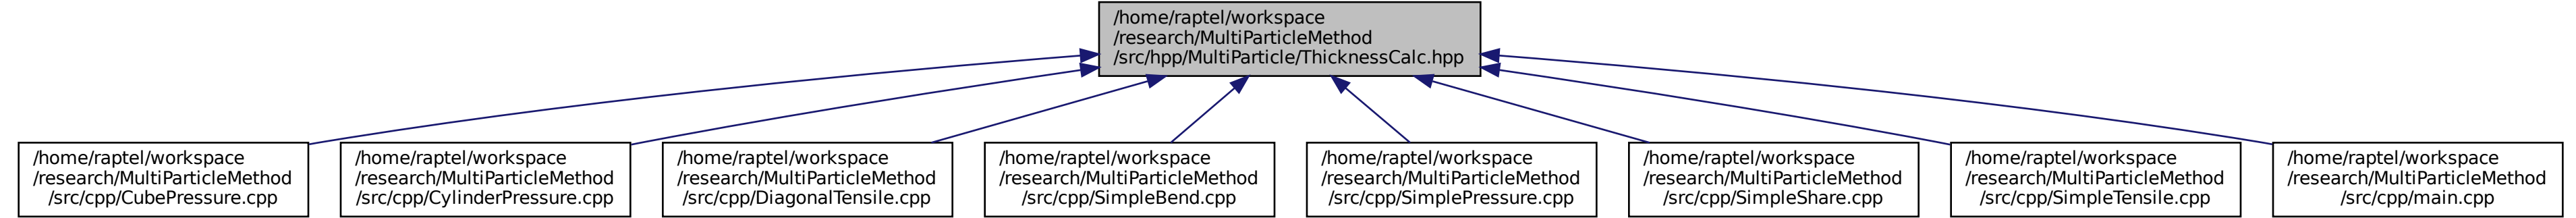 /home/raptel/workspace
/research/MultiParticleMethod
/src/hpp/MultiParticle/ThicknessCalc.hpp
/home/raptel/workspace
/research/MultiParticleMethod
/src/cpp/CubePressure.cpp
/home/raptel/workspace
/research/MultiParticleMethod
/src/cpp/CylinderPressure.cpp
/home/raptel/workspace
/research/MultiParticleMethod
/src/cpp/DiagonalTensile.cpp
/home/raptel/workspace
/research/MultiParticleMethod
/src/cpp/SimpleBend.cpp
/home/raptel/workspace
/research/MultiParticleMethod
/src/cpp/SimplePressure.cpp
/home/raptel/workspace
/research/MultiParticleMethod
/src/cpp/SimpleShare.cpp
/home/raptel/workspace
/research/MultiParticleMethod
/src/cpp/SimpleTensile.cpp
/home/raptel/workspace
/research/MultiParticleMethod
/src/cpp/main.cpp